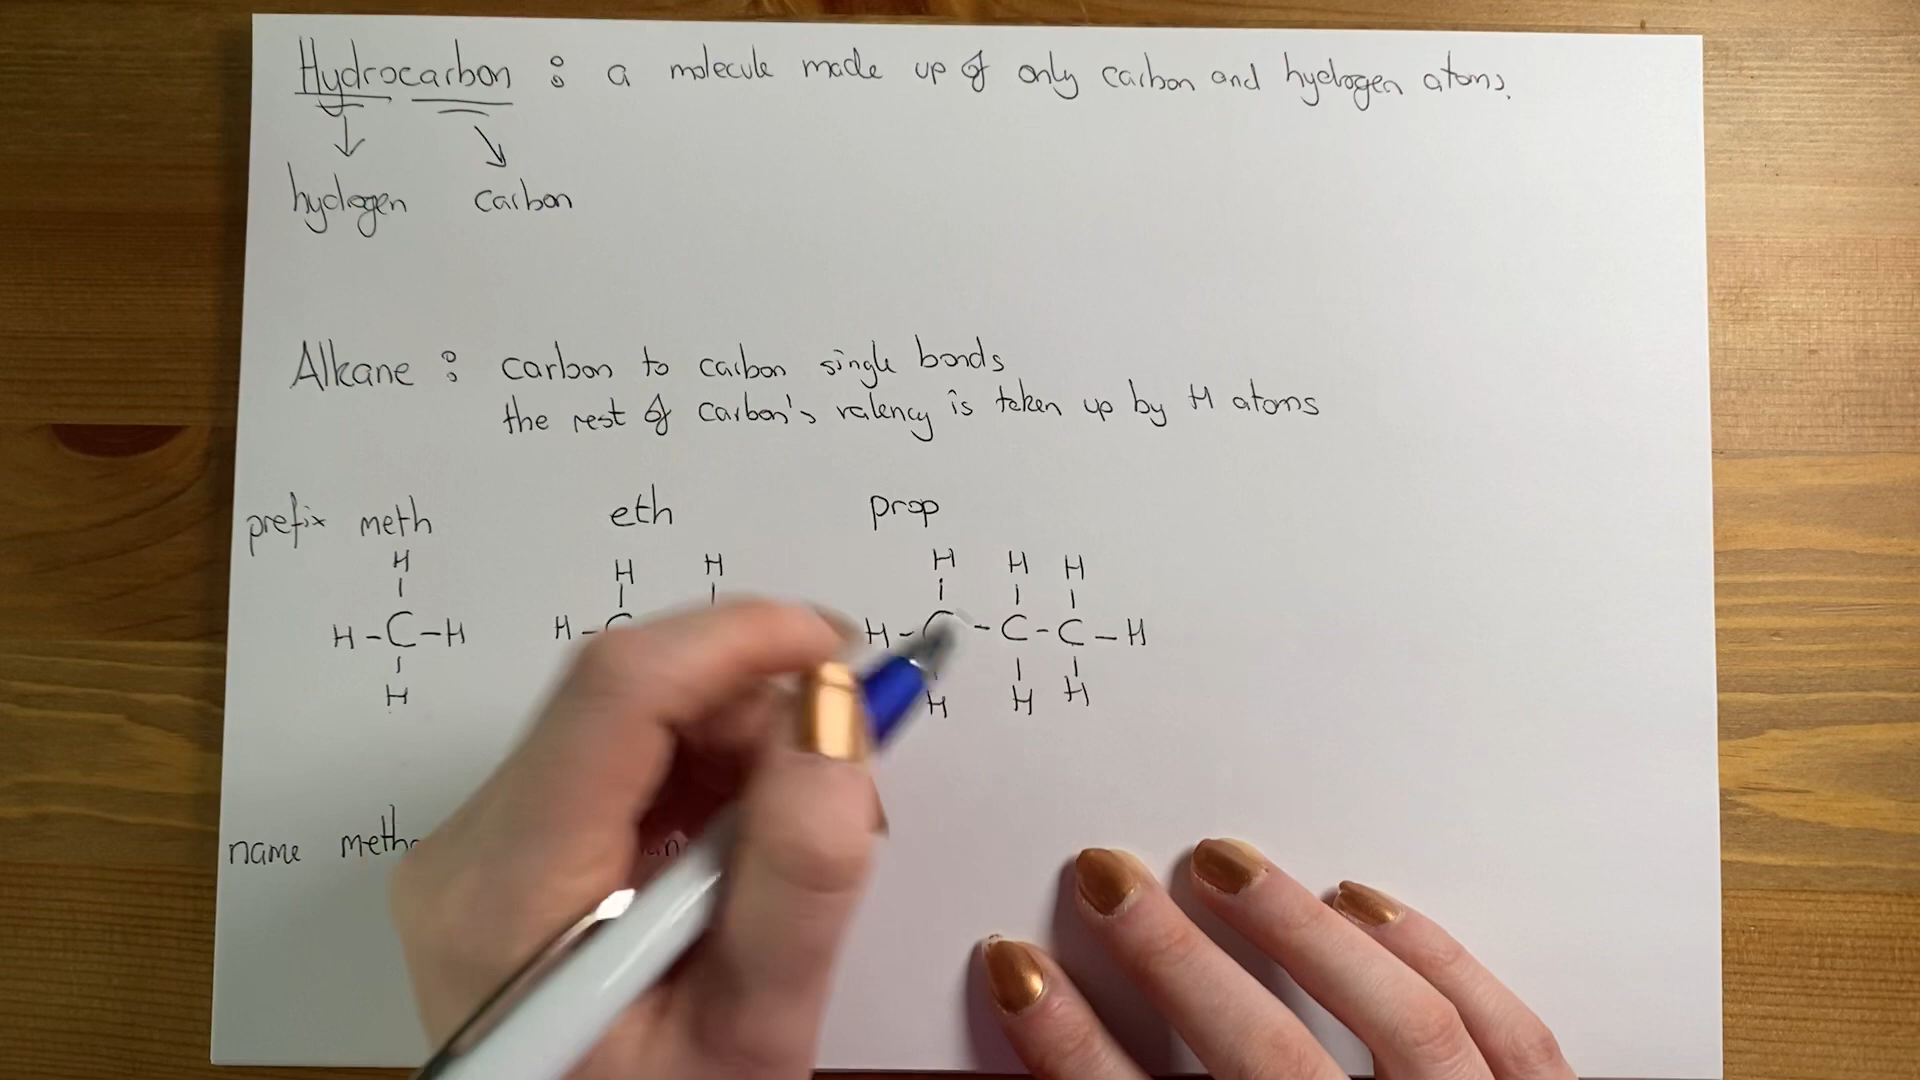 Hydrocarbon : a molecule made up of only carbon and hydrogen atoms.
hydogen carbon
Alkane : carbon to carbon single bonds
the rest of carbon's valency is taken up by H atoms
prefix meth eth prop
H H H H H H
H-C-H H- H- C-C-C-H
H H H H
name